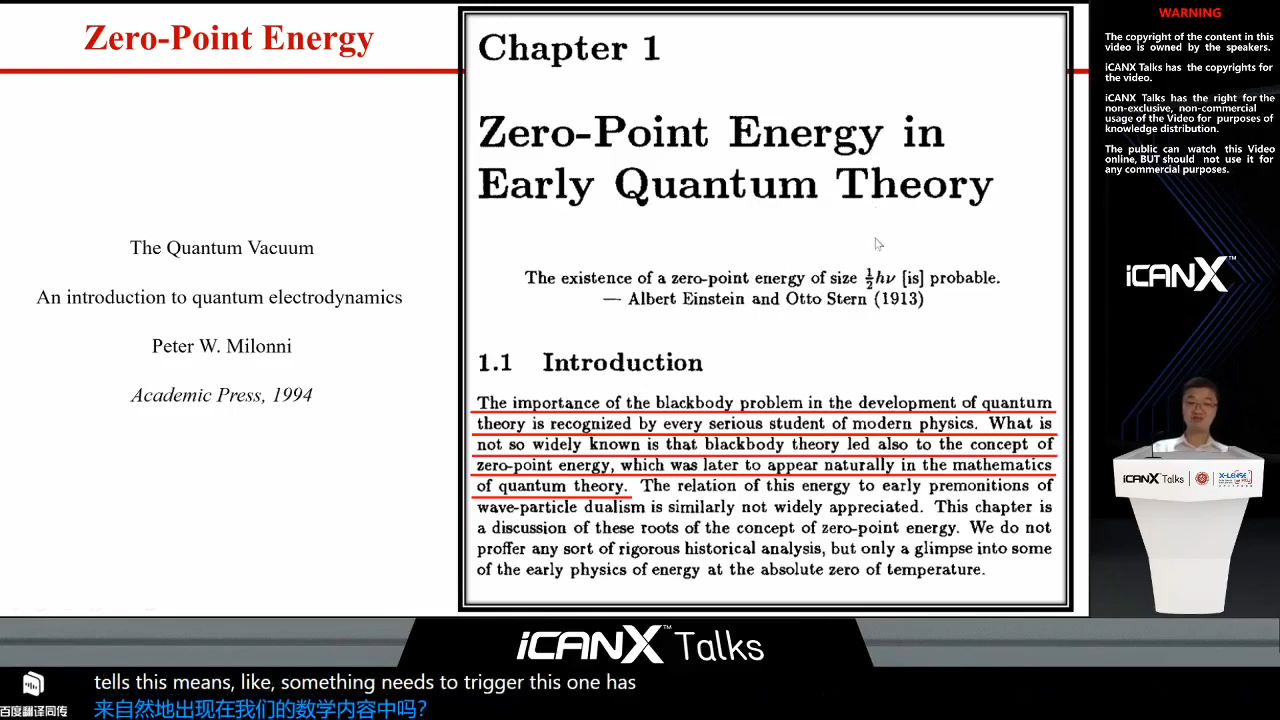 Zero-Point Energy
The Quantum Vacuum
An introduction to quantum electrodynamics
Peter W. Milonni
Academic Press, 1994
Chapter 1
Zero-Point Energy in
Early Quantum Theory
The existence of a zero-point energy of size ½hν [is] probable.
— Albert Einstein and Otto Stern (1913)
1.1 Introduction
The importance of the blackbody problem in the development of quantum
theory is recognized by every serious student of modern physics. What is
not so widely known is that blackbody theory led also to the concept of
zero-point energy, which was later to appear naturally in the mathematics
of quantum theory. The relation of this energy to early premonitions of
wave-particle dualism is similarly not widely appreciated. This chapter is
a discussion of these roots of the concept of zero-point energy. We do not
proffer any sort of rigorous historical analysis, but only a glimpse into some
of the early physics of energy at the absolute zero of temperature.
WARNING
The copyright of the content in this
video is owned by the speakers.
iCANX Talks has the copyrights for
the video.
iCANX Talks has the right for the
non-exclusive, non-commercial
usage of the Video for purposes of
knowledge distribution.
The public can watch this Video
online, BUT should not use it for
any commercial purposes.
iCANX™
iCANX Talks
iCANX™ Talks
百度翻译同传
tells this means, like, something needs to trigger this one has
来自然地出现在我们的数学内容中吗?